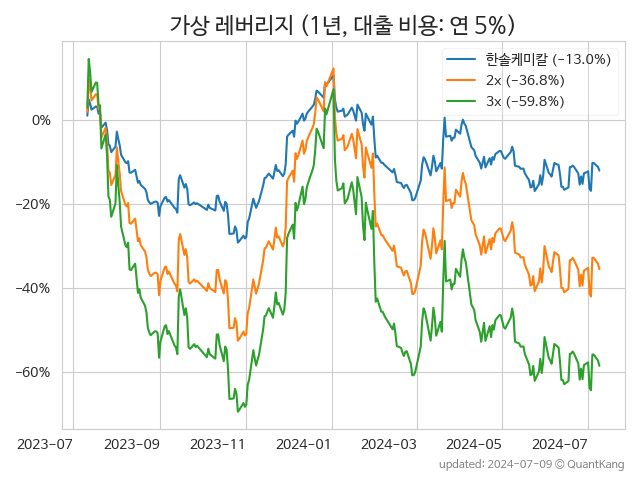 가상 레버리지 (1년, 대출 비용: 연 5%)
한솔케미칼 (−13.0%)
2x (−36.8%)
3x (−59.8%)
0%
−20%
−40%
−60%
2023-07 2023-09 2023-11 2024-01 2024-03 2024-05 2024-07
updated: 2024-07-09 ⓒ QuantKang